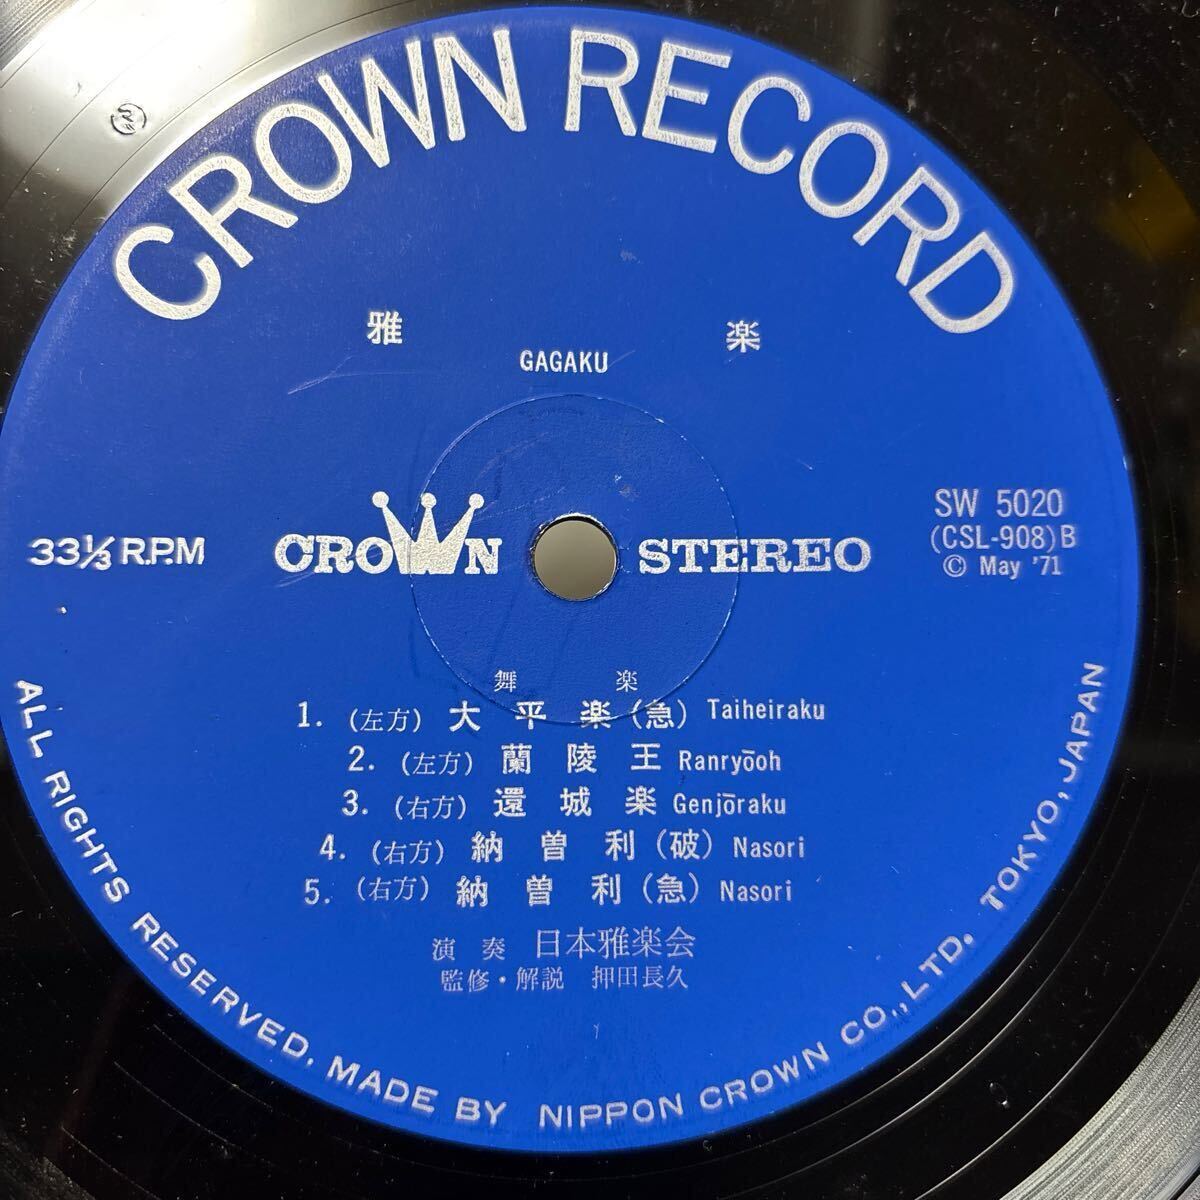 CROWN RECORD
雅 楽
GAGAKU
33⅓ R.P.M
CROWN STEREO
SW 5020
(CSL-908) B
© May '71
舞 楽
1. (左方) 大 平 楽 (急) Taiheiraku
2. (左方) 蘭 陵 王 Ranryōoh
3. (右方) 還 城 楽 Genjōraku
4. (右方) 納 曽 利 (破) Nasori
5. (右方) 納 曽 利 (急) Nasori
演 奏 日本雅楽会
監修・解説 押田長久
ALL RIGHTS RESERVED. MADE BY NIPPON CROWN CO., LTD. TOKYO, JAPAN